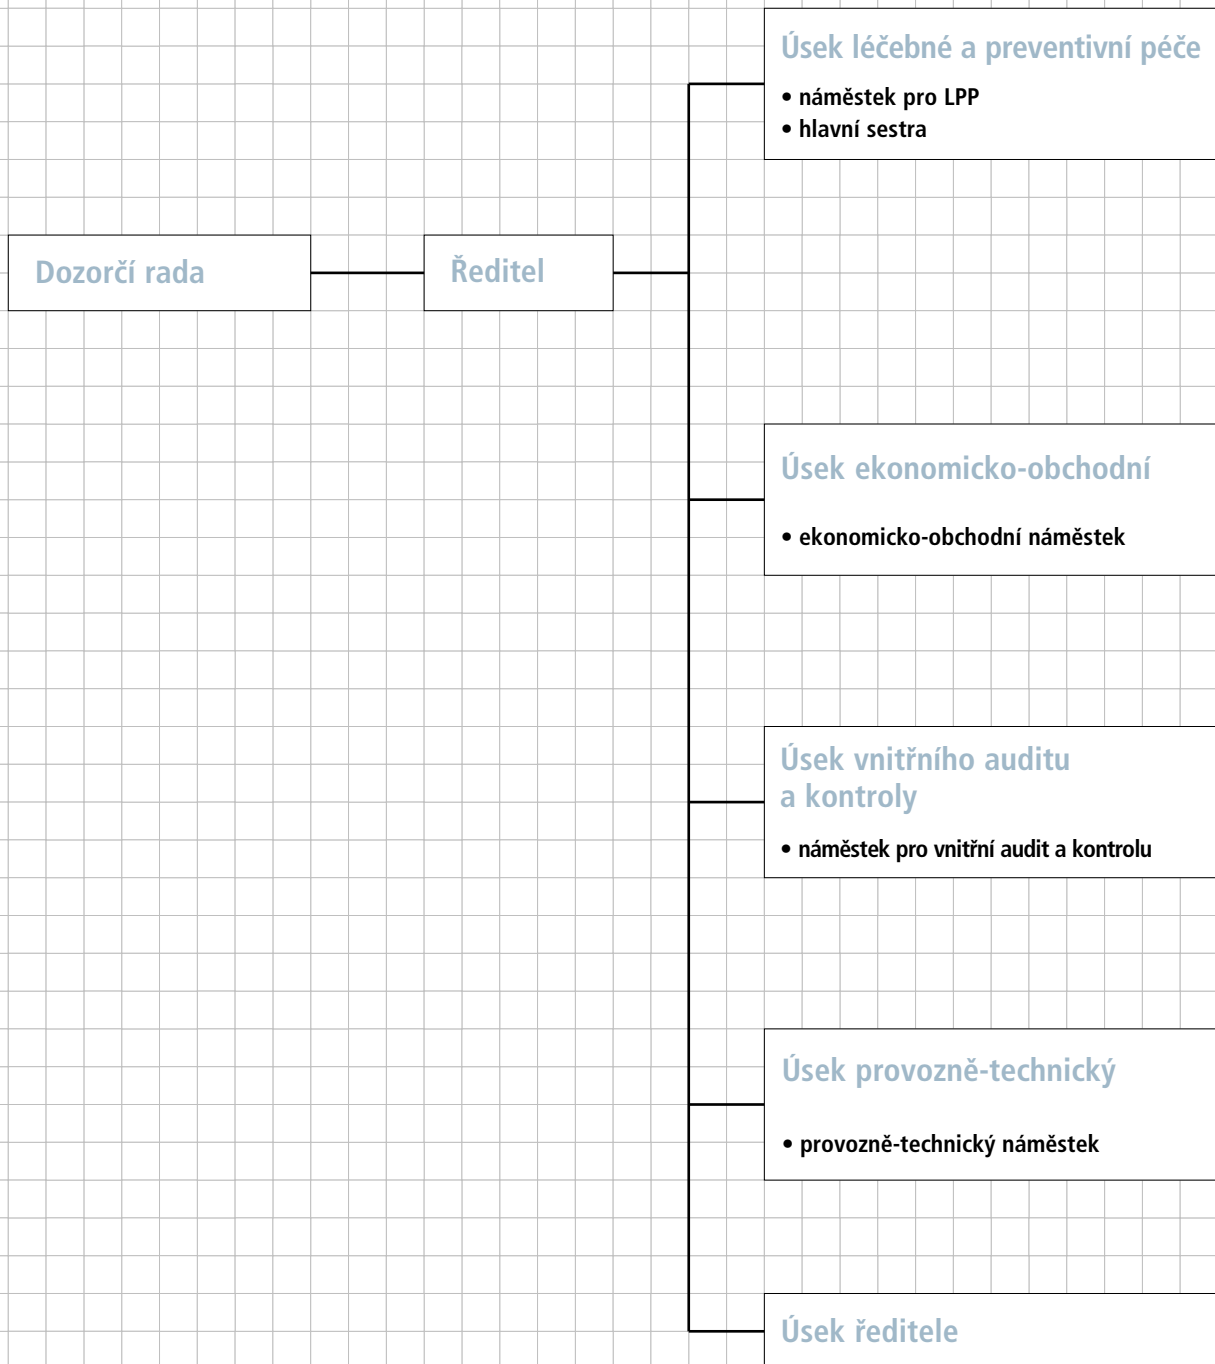 Úsek léčebné a preventivní péče
• náměstek pro LPP
• hlavní sestra
Dozorčí rada
Ředitel
Úsek ekonomicko-obchodní
• ekonomicko-obchodní náměstek
Úsek vnitřního auditu
a kontroly
• náměstek pro vnitřní audit a kontrolu
Úsek provozně-technický
• provozně-technický náměstek
Úsek ředitele